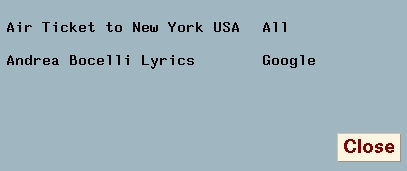 Air Ticket to New York USA All
Andrea Bocelli Lyrics Google
Close